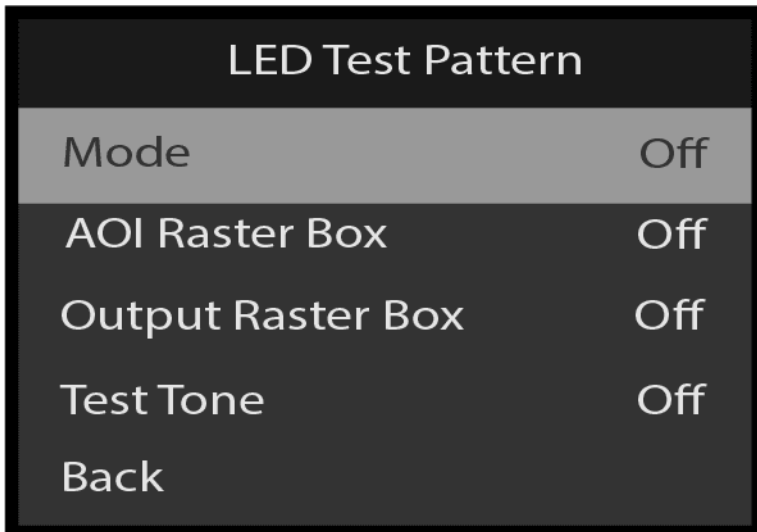 LED Test Pattern
Mode Off
AOI Raster Box Off
Output Raster Box Off
Test Tone Off
Back